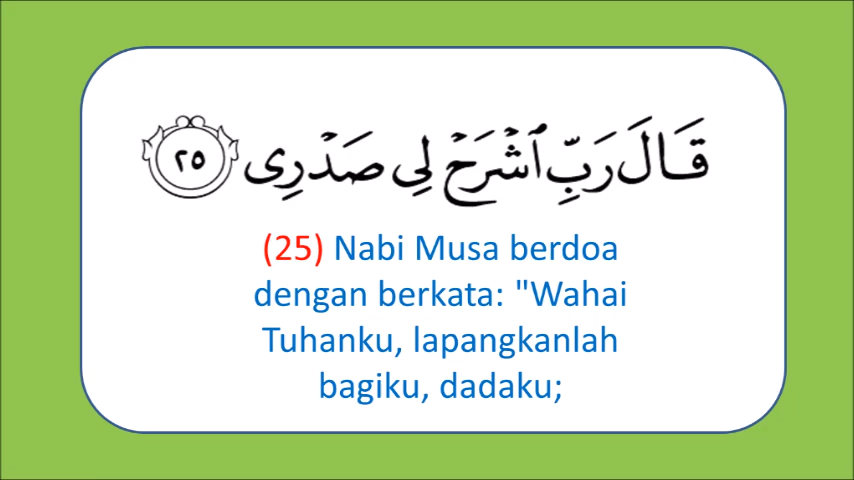 قَالَ رَبِّ ٱشْرَحْ لِى صَدْرِى ٢٥
(25) Nabi Musa berdoa
dengan berkata: "Wahai
Tuhanku, lapangkanlah
bagiku, dadaku;